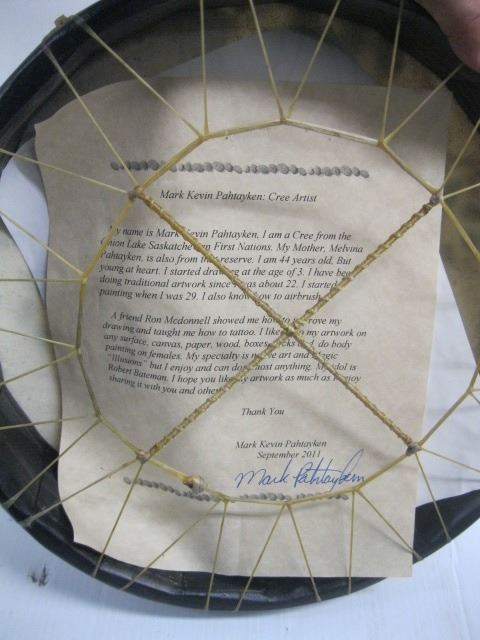 Mark Kevin Pahtayken: Cree Artist
My name is Mark Kevin Pahtayken, I am a Cree from the
Onion Lake Saskatchewan First Nations. My Mother, Melvina
Pahtayken, is also from this reserve. I am 44 years old. But
young at heart. I started drawing at the age of 3. I have been
doing traditional artwork since I was about 22. I started
painting when I was 29. I also know how to airbrush.
A friend Ron Mcdonnell showed me how to improve my
drawing and taught me how to tattoo. I like my artwork on
any surface, canvas, paper, wood, boxes, do body
painting on females. My specialty is native art and magic
"Illusions" but I enjoy and can do most anything. My idol is
Robert Bateman. I hope you like my artwork as much as I enjoy
sharing it with you and others
Thank You
Mark Kevin Pahtayken
September 2011
Mark Pahtayken